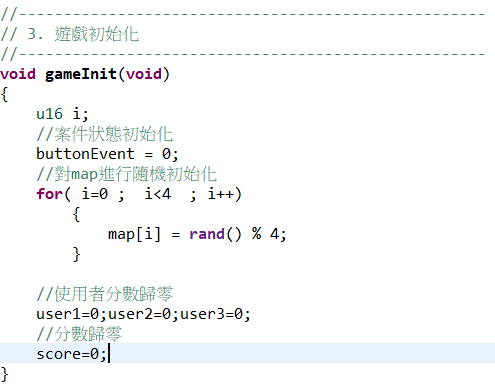 //------------------------------------------------
// 3. 遊戲初始化
//------------------------------------------------
void gameInit(void)
{
    u16 i;
    //案件狀態初始化
    buttonEvent = 0;
    //對map進行隨機初始化
    for( i=0 ;  i<4  ; i++)
        {
            map[i] = rand() % 4;
        }

    //使用者分數歸零
    user1=0;user2=0;user3=0;
    //分數歸零
    score=0;
}